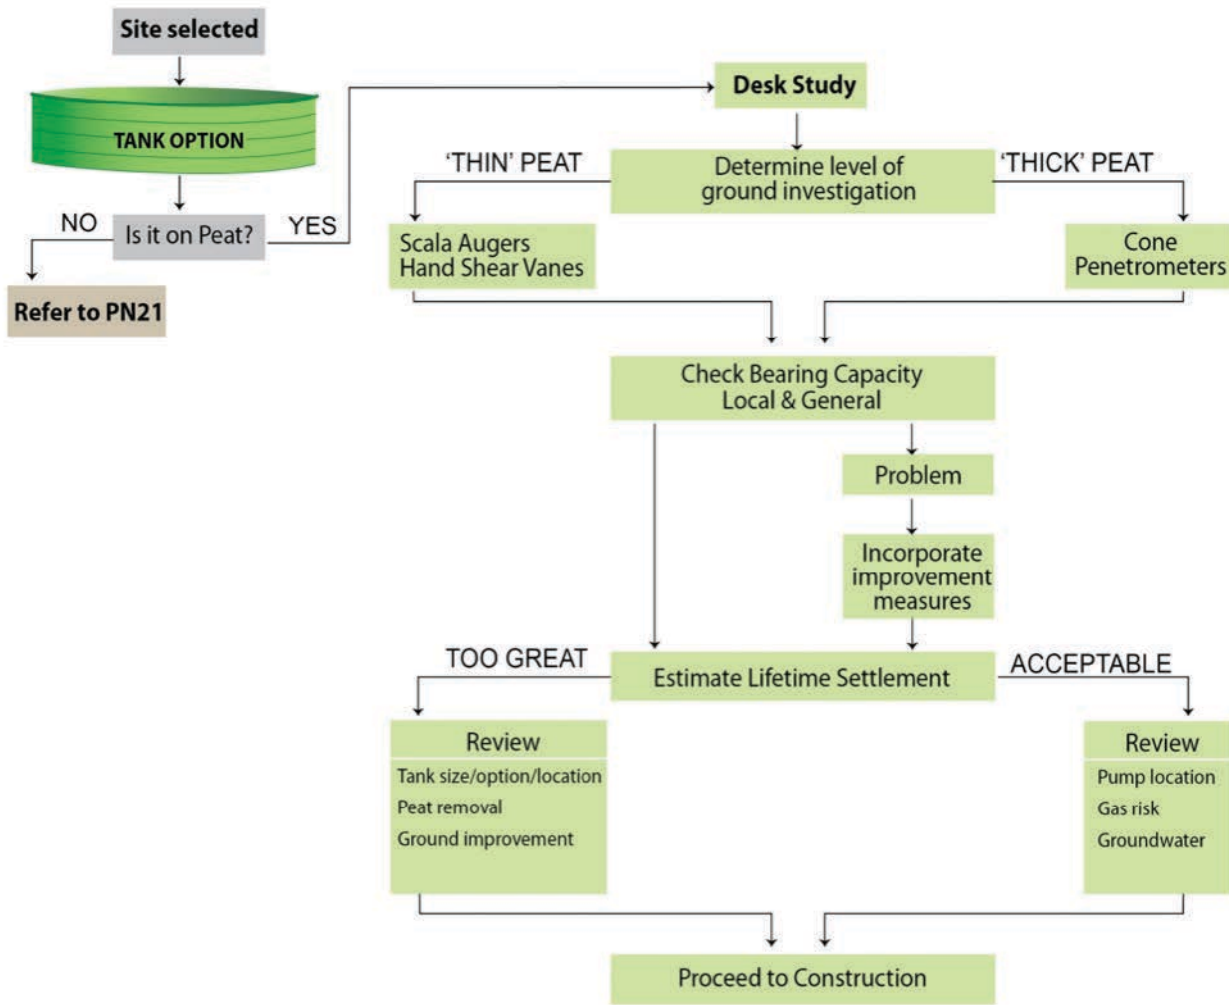 Site selected
TANK OPTION
Is it on Peat?
NO
YES
Refer to PN21
Desk Study
Determine level of
ground investigation
‘THIN’ PEAT
‘THICK’ PEAT
Scala Augers
Hand Shear Vanes
Cone
Penetrometers
Check Bearing Capacity
Local & General
Problem
Incorporate
improvement
measures
Estimate Lifetime Settlement
TOO GREAT
ACCEPTABLE
Review
Tank size/option/location
Peat removal
Ground improvement
Review
Pump location
Gas risk
Groundwater
Proceed to Construction